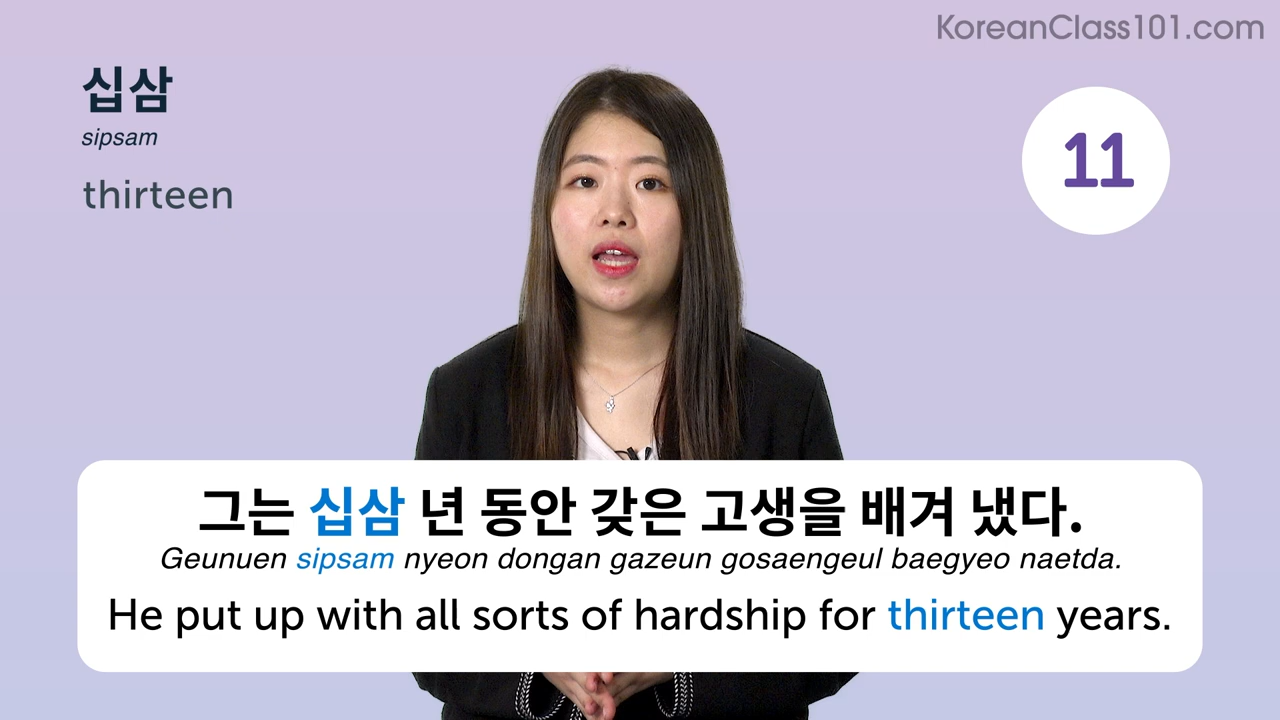 KoreanClass101.com
십삼
sipsam
thirteen
11
그는 십삼 년 동안 갖은 고생을 배겨 냈다.
Geunuen sipsam nyeon dongan gazeun gosaengeul baegyeo naetda.
He put up with all sorts of hardship for thirteen years.